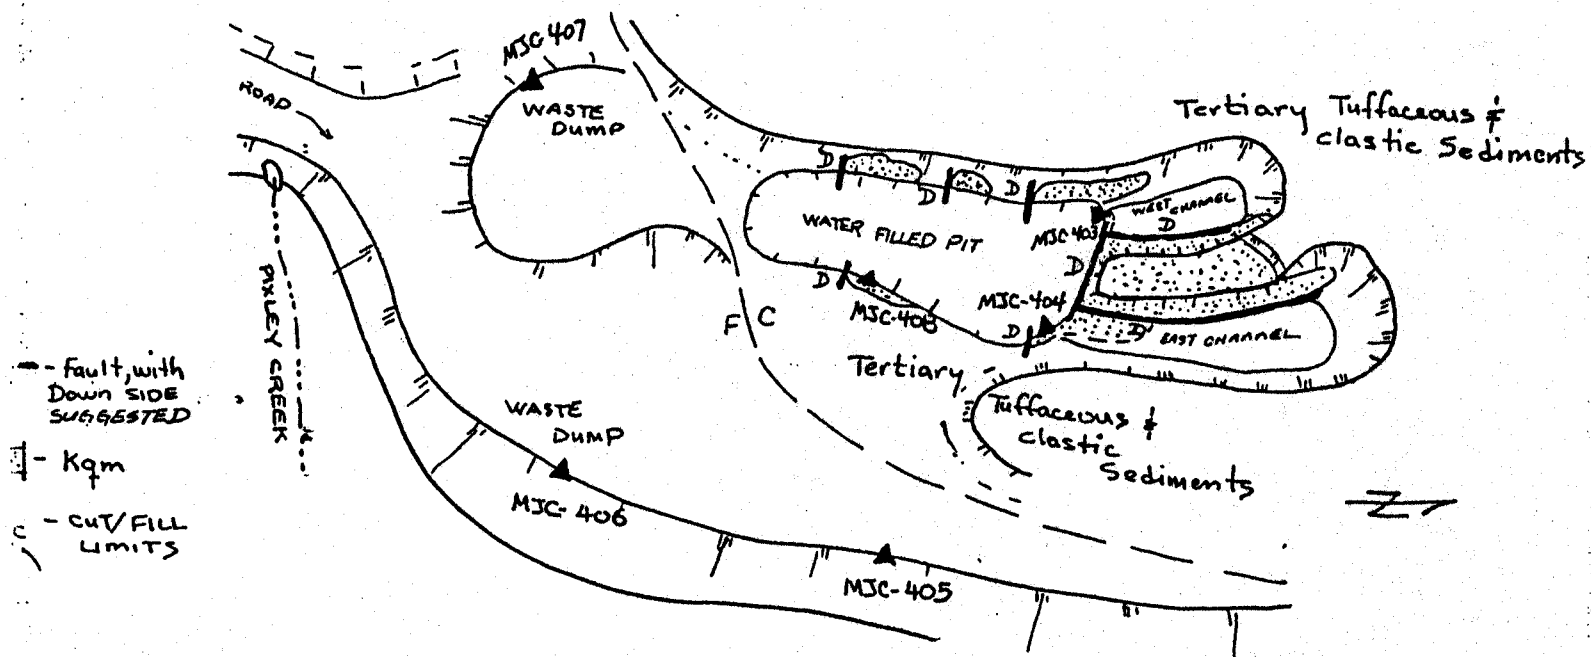 MJC 407
ROAD
WASTE
DUMP
Tertiary Tuffaceous &
clastic Sediments
D
D
D
WEST CHANNEL
D
WATER FILLED PIT
MJC 403
D
D
MJC-404
MJC-408
D
D
EAST CHANNEL
F C
PAXLEY CREEK
Tertiary
Tuffaceous &
clastic
Sediments
- Fault, with
Down SIDE
SUGGESTED
WASTE
DUMP
- Kqm
MJC-406
C - CUT/FILL
LIMITS
MJC-405